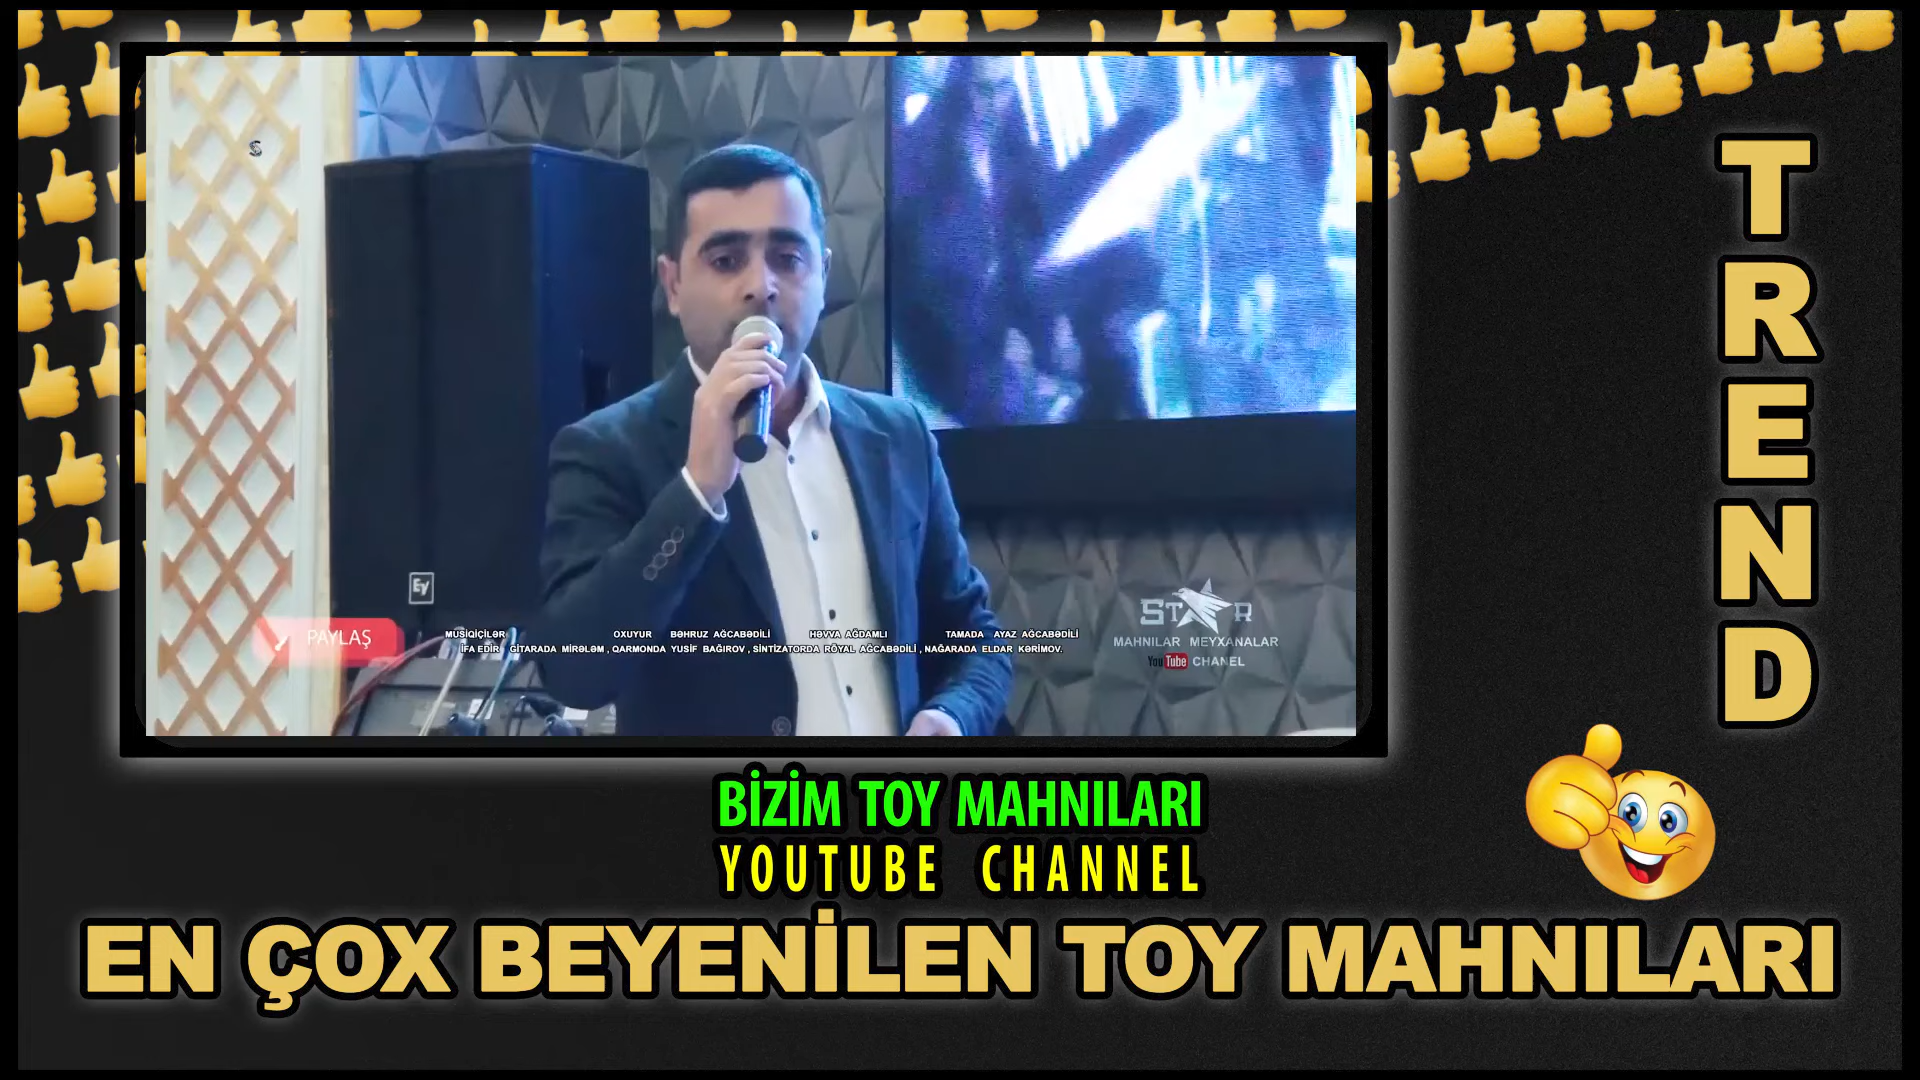 TREND
S
EV
PAYLAŞ
MUSİQİÇİLƏR OXUYUR BƏHRUZ AĞCABƏDİLİ HƏVVA AĞDAMLI TAMADA AYAZ AĞCABƏDİLİ
İFA EDİR GİTARADA MİRƏLƏM , QARMONDA YUSİF BAĞIROV , SİNTİZATORDA RÖYAL AĞCABƏDİLİ , NAĞARADA ELDAR KƏRİMOV.
STAR
MAHNILAR MEYXANALAR
YouTube CHANEL
BİZİM TOY MAHNILARI
YOUTUBE CHANNEL
EN ÇOX BEYENİLEN TOY MAHNILARI